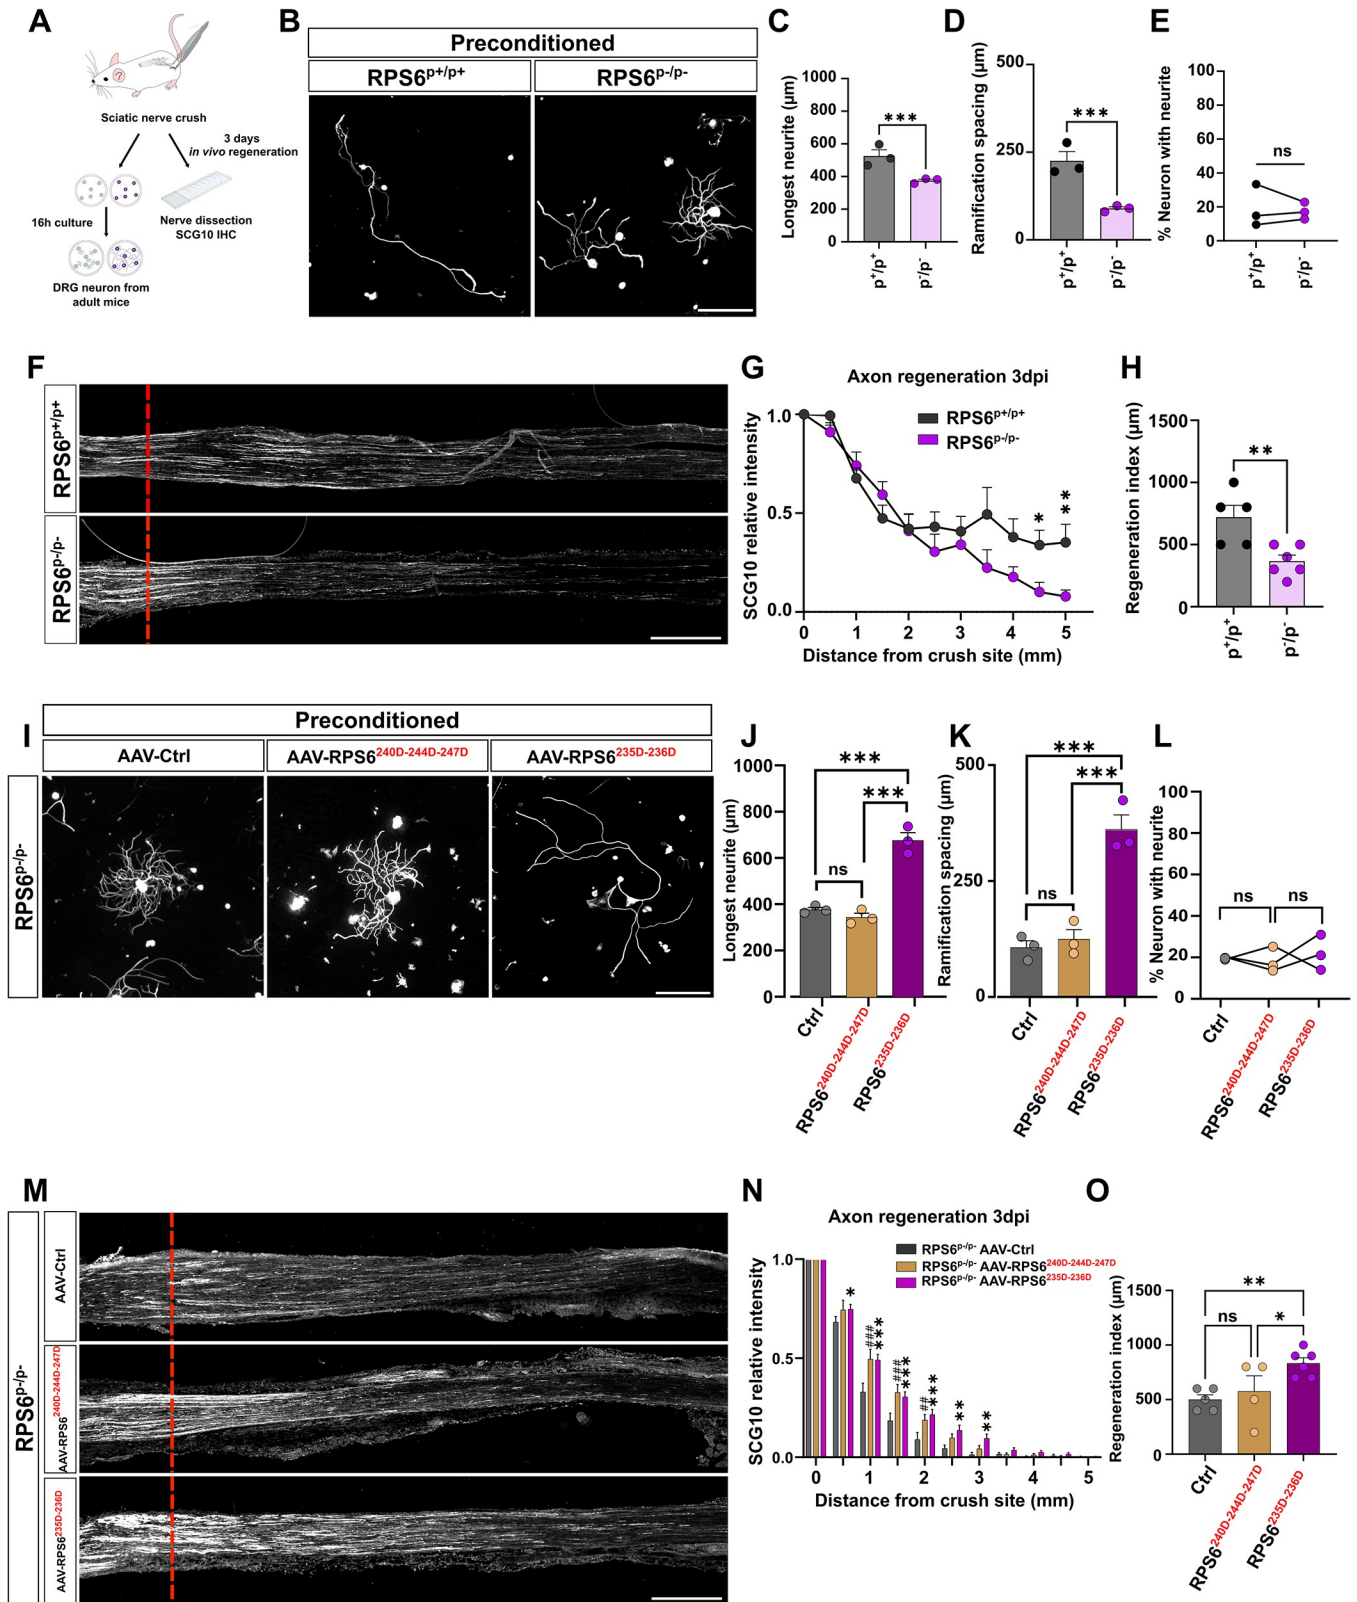 A
Sciatic nerve crush
3 days
in vivo regeneration
16h culture
Nerve dissection
SCG10 IHC
DRG neuron from
adult mice
B
Preconditioned
RPS6p+/p+
RPS6p-/p-
C
Longest neurite (µm)
1000
800
600
400
200
0
***
p+/p+
p-/p-
D
Ramification spacing (µm)
500
250
0
***
p+/p+
p-/p-
E
% Neuron with neurite
100
80
60
40
20
0
ns
p+/p+
p-/p-
F
RPS6p+/p+
RPS6p-/p-
G
Axon regeneration 3dpi
SCG10 relative intensity
1.0
0.5
0.0
RPS6p+/p+
RPS6p-/p-
*
**
0 1 2 3 4 5
Distance from crush site (mm)
H
Regeneration index (µm)
1500
1000
500
0
**
p+/p+
p-/p-
I
Preconditioned
AAV-Ctrl
AAV-RPS6240D-244D-247D
AAV-RPS6235D-236D
RPS6p-/p-
J
Longest neurite (µm)
1000
800
600
400
200
0
***
***
ns
Ctrl
RPS6240D-244D-247D
RPS6235D-236D
K
Ramification spacing (µm)
500
250
0
***
***
ns
Ctrl
RPS6240D-244D-247D
RPS6235D-236D
L
% Neuron with neurite
100
80
60
40
20
0
ns ns
Ctrl
RPS6240D-244D-247D
RPS6235D-236D
M
RPS6p-/p-
AAV-Ctrl
AAV-RPS6240D-244D-247D
AAV-RPS6235D-236D
N
Axon regeneration 3dpi
SCG10 relative intensity
1.0
0.5
0.0
RPS6p-/p- AAV-Ctrl
RPS6p-/p- AAV-RPS6240D-244D-247D
RPS6p-/p- AAV-RPS6235D-236D
*
###
***
###
***
##
***
**
**
0 1 2 3 4 5
Distance from crush site (mm)
O
Regeneration index (µm)
1500
1000
500
0
**
ns *
Ctrl
RPS6240D-244D-247D
RPS6235D-236D